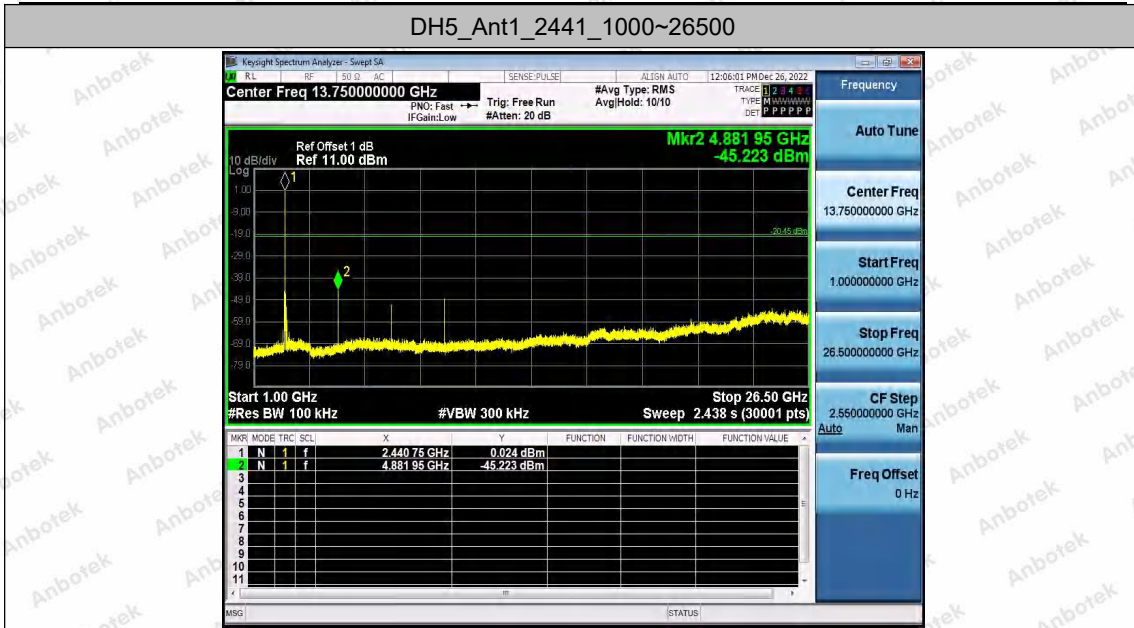 DH5_Ant1_2441_1000~26500
Keysight Spectrum Analyzer - Swept SA
RL RF 50 Ω AC SENSE:PULSE ALIGN AUTO 12:06:01 PM Dec 26, 2022
Center Freq 13.750000000 GHz
PNO: Fast
IFGain:Low
Trig: Free Run
#Atten: 20 dB
#Avg Type: RMS
Avg|Hold: 10/10
TRACE 1 2 3 4 5 6
TYPE M W W W W W
DET P P P P P P
Ref Offset 1 dB
Ref 11.00 dBm
10 dB/div
Log
Mkr2 4.881 95 GHz
-45.223 dBm
1
2
1.00
-9.00
-19.0
-20.45 dBm
-29.0
-39.0
-49.0
-59.0
-69.0
-79.0
Start 1.00 GHz
#Res BW 100 kHz
#VBW 300 kHz
Stop 26.50 GHz
Sweep 2.438 s (30001 pts)
MKR MODE TRC SCL X Y FUNCTION FUNCTION WIDTH FUNCTION VALUE
1 N 1 f 2.440 75 GHz 0.024 dBm
2 N 1 f 4.881 95 GHz -45.223 dBm
3
4
5
6
7
8
9
10
11
MSG
STATUS
Frequency
Auto Tune
Center Freq
13.750000000 GHz
Start Freq
1.000000000 GHz
Stop Freq
26.500000000 GHz
CF Step
2.550000000 GHz
Auto Man
Freq Offset
0 Hz
Anbotek